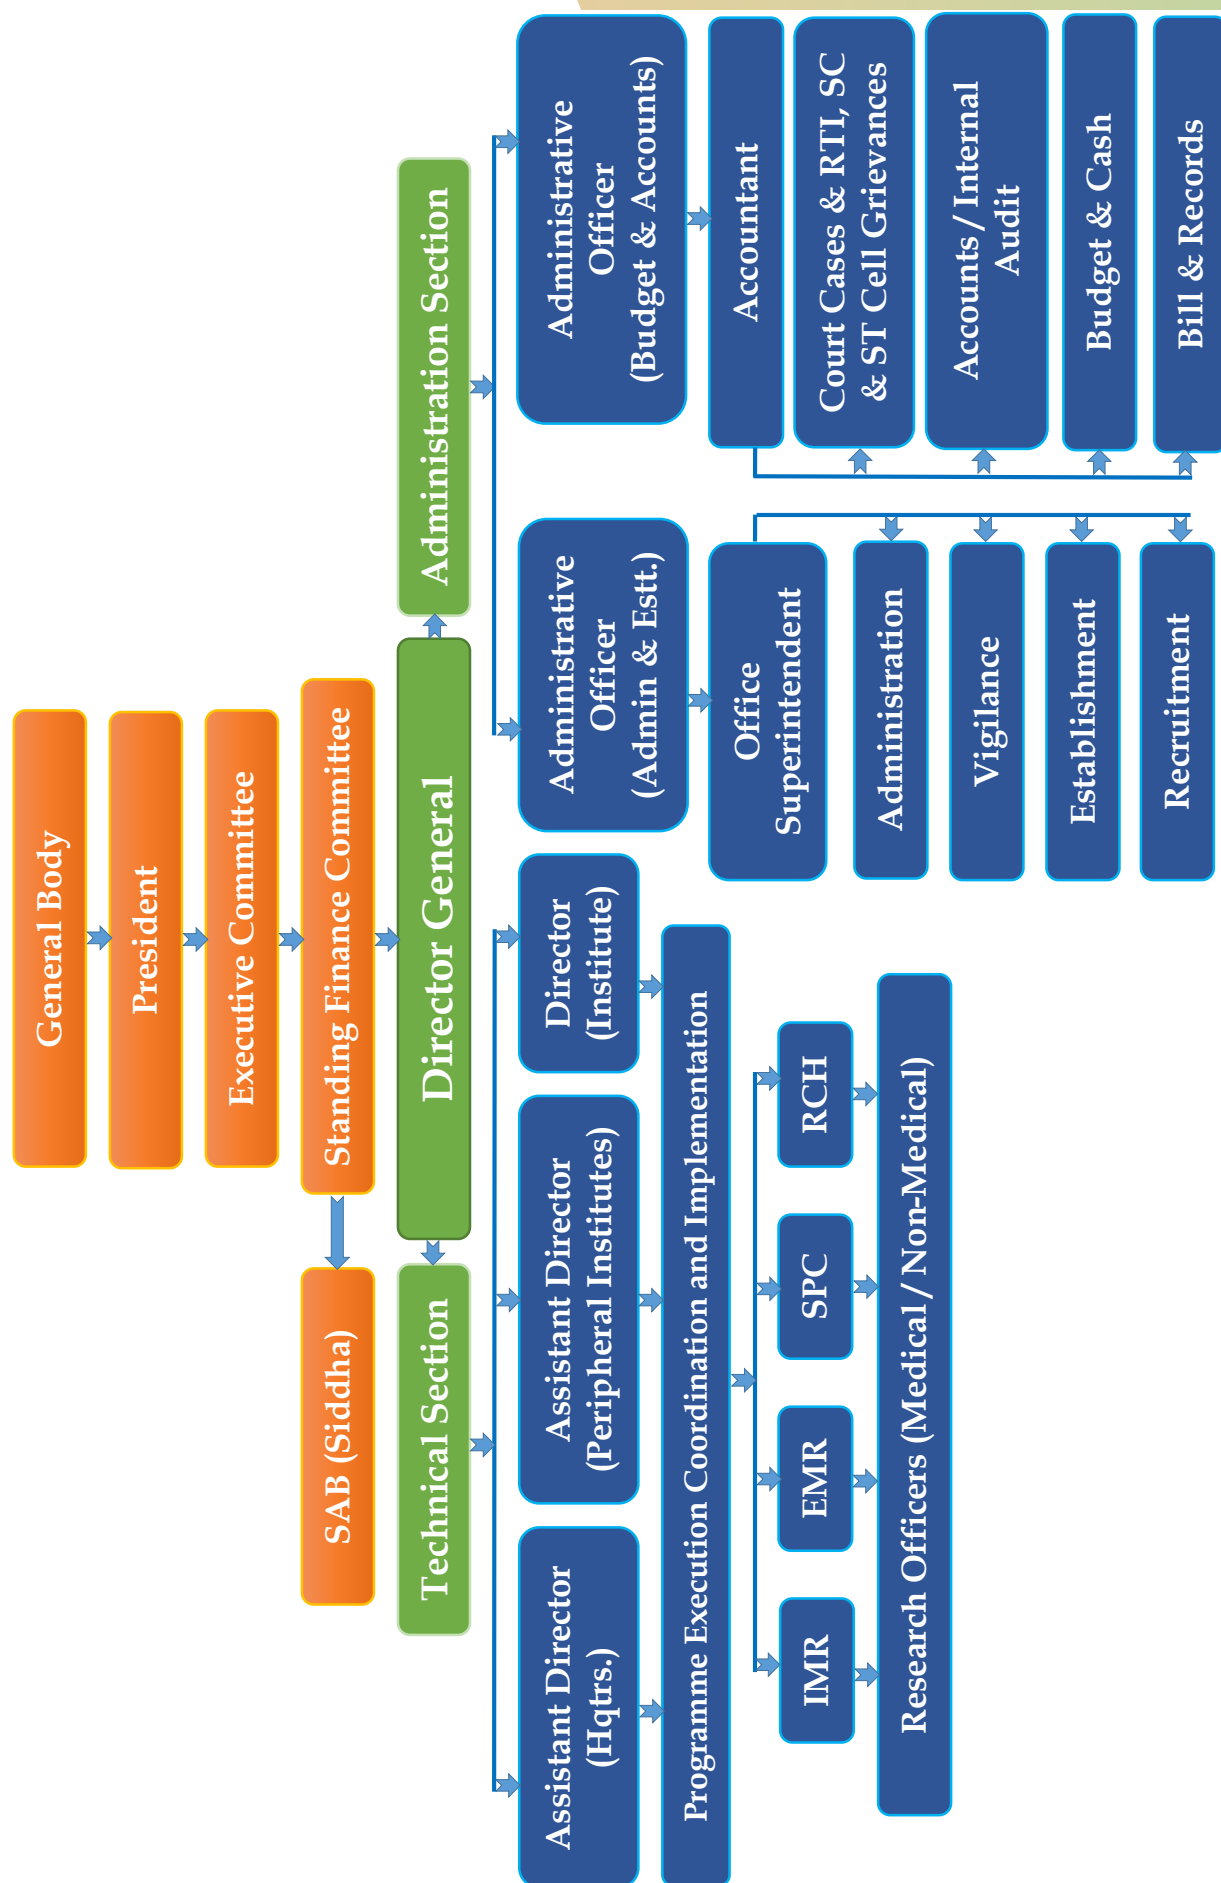 General Body
President
Executive Committee
SAB (Siddha)
Standing Finance Committee
Technical Section
Director General
Administration Section
Assistant Director
(Hqtrs.)
Assistant Director
(Peripheral Institutes)
Director
(Institute)
Administrative
Officer
(Admin & Estt.)
Administrative
Officer
(Budget & Accounts)
Programme Execution Coordination and Implementation
IMR
EMR
SPC
RCH
Research Officers (Medical / Non-Medical)
Office
Superintendent
Administration
Vigilance
Establishment
Recruitment
Accountant
Court Cases & RTI, SC
& ST Cell Grievances
Accounts / Internal
Audit
Budget & Cash
Bill & Records